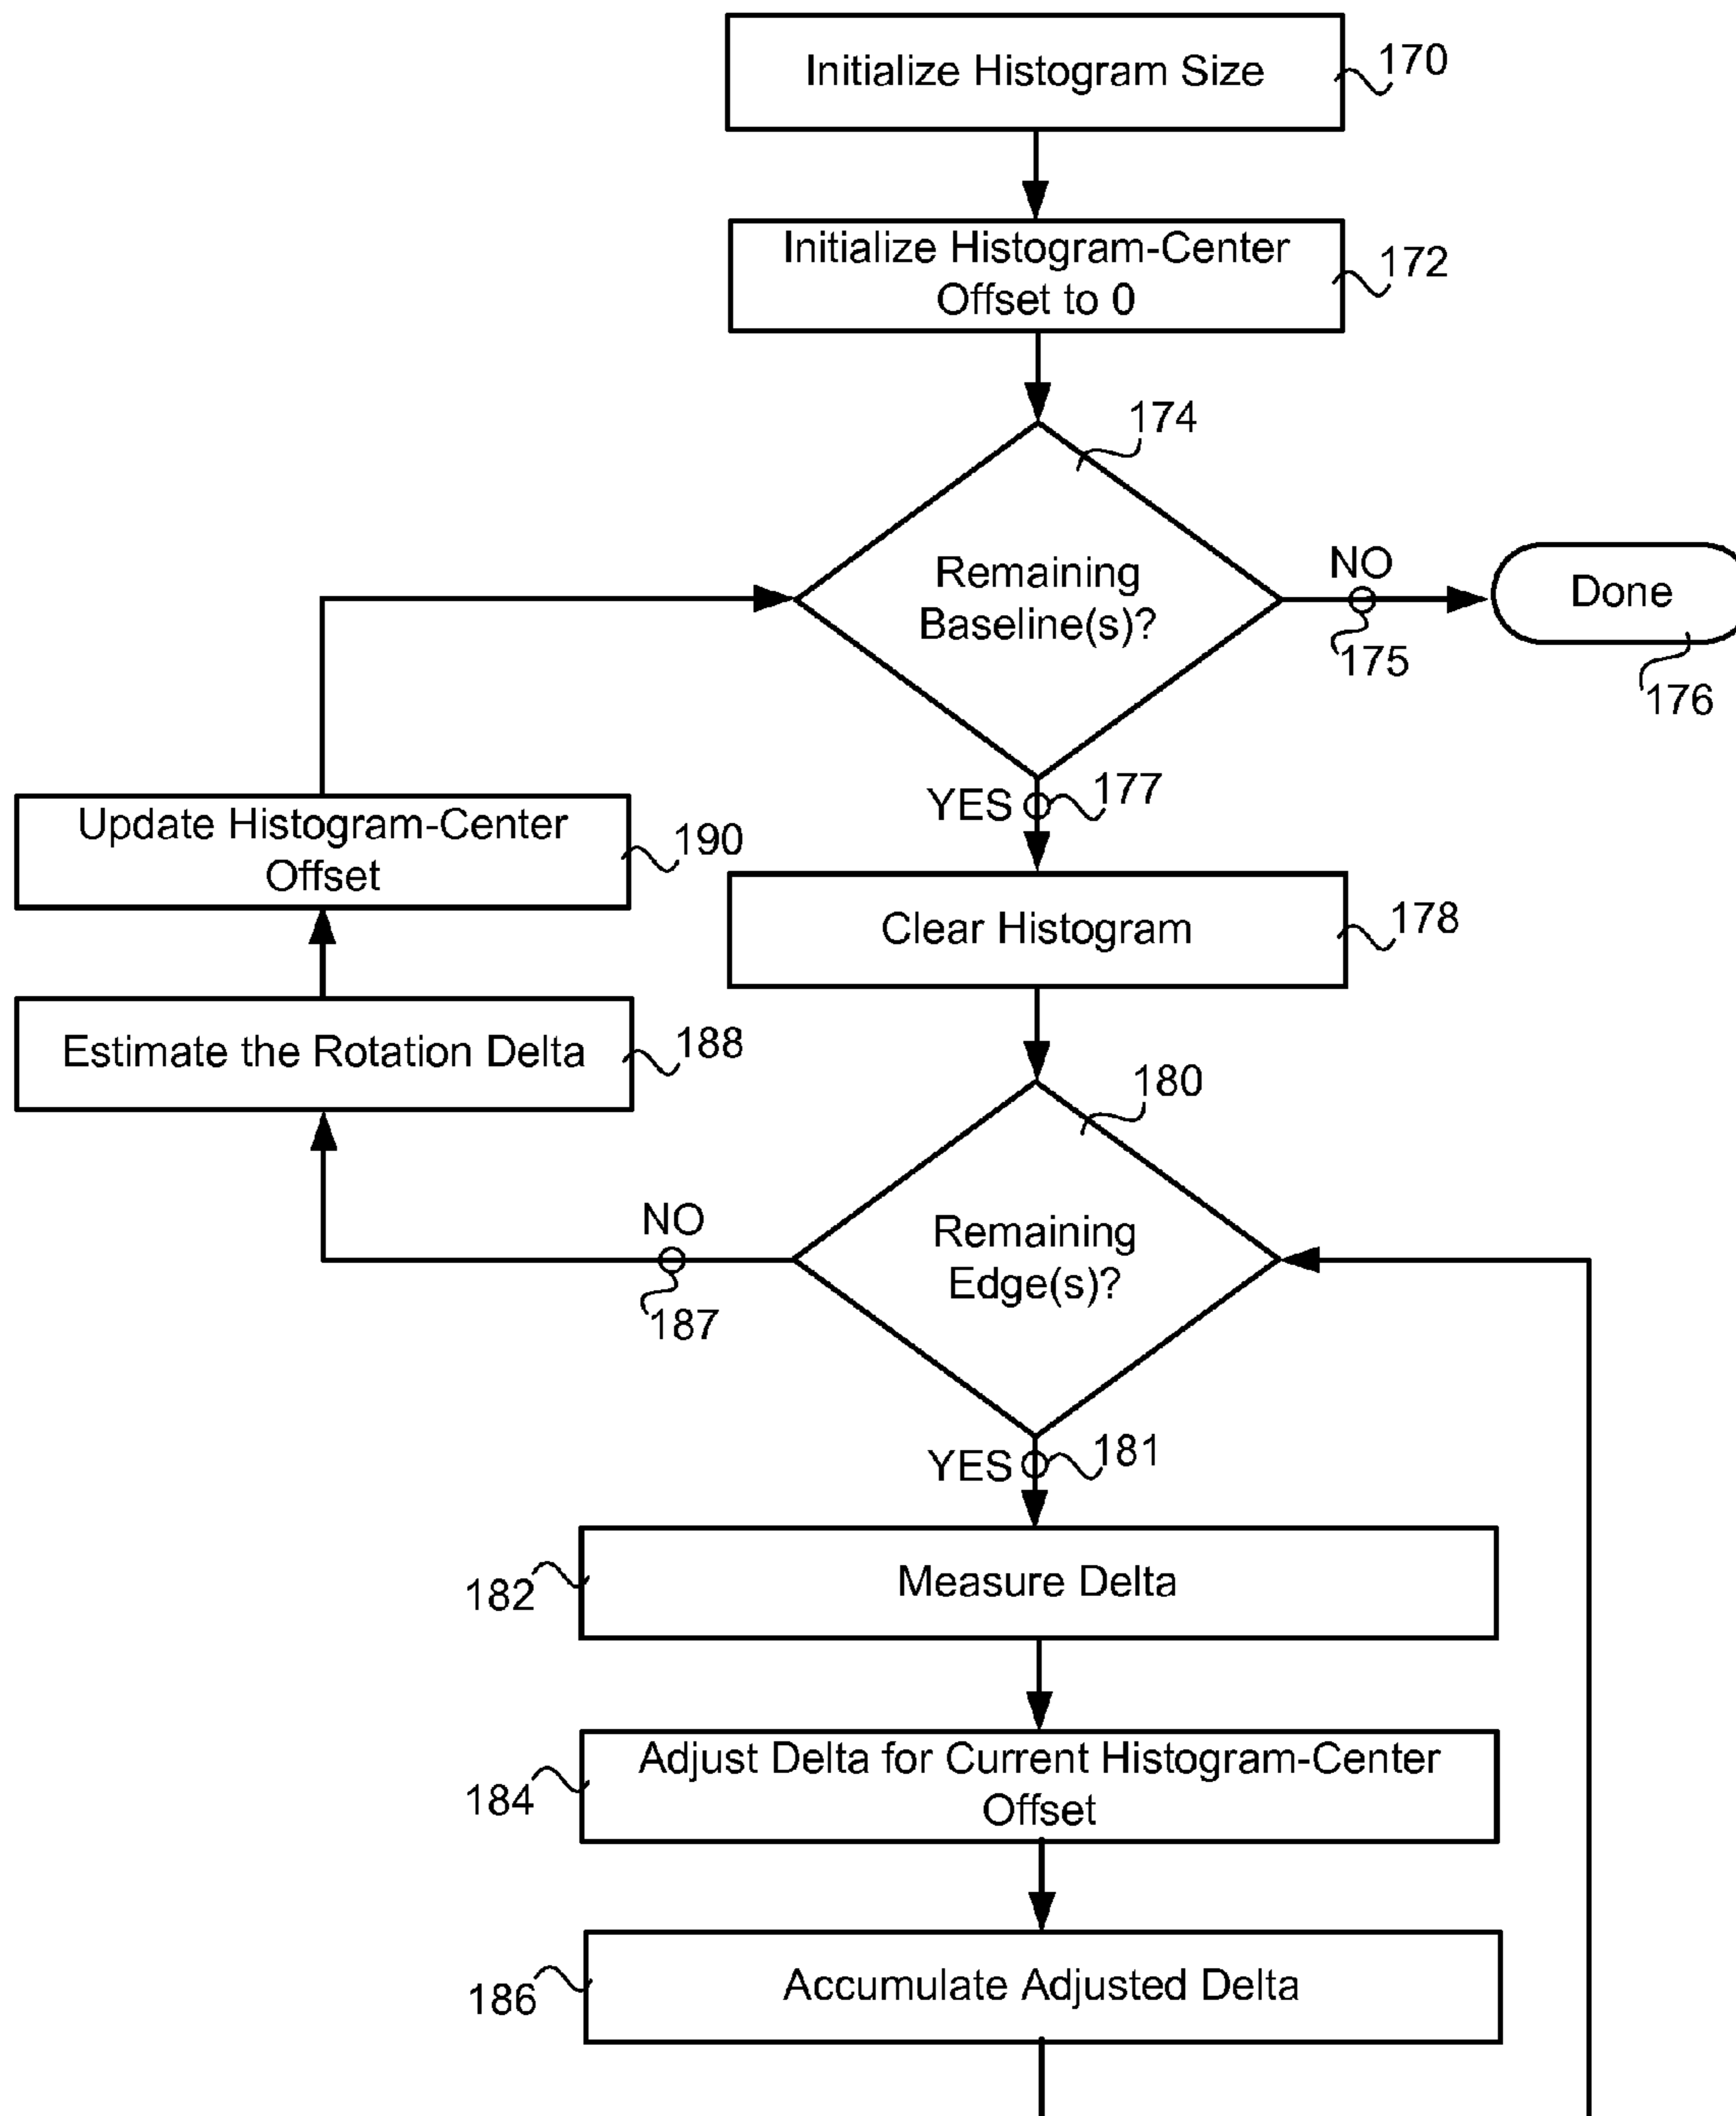 Initialize Histogram Size
170
Initialize Histogram-Center
Offset to 0
172
174
Remaining
Baseline(s)?
NO
175
Done
176
YES
177
Update Histogram-Center
Offset
190
Clear Histogram
178
Estimate the Rotation Delta
188
180
Remaining
Edge(s)?
NO
187
YES
181
Measure Delta
182
Adjust Delta for Current Histogram-Center
Offset
184
Accumulate Adjusted Delta
186